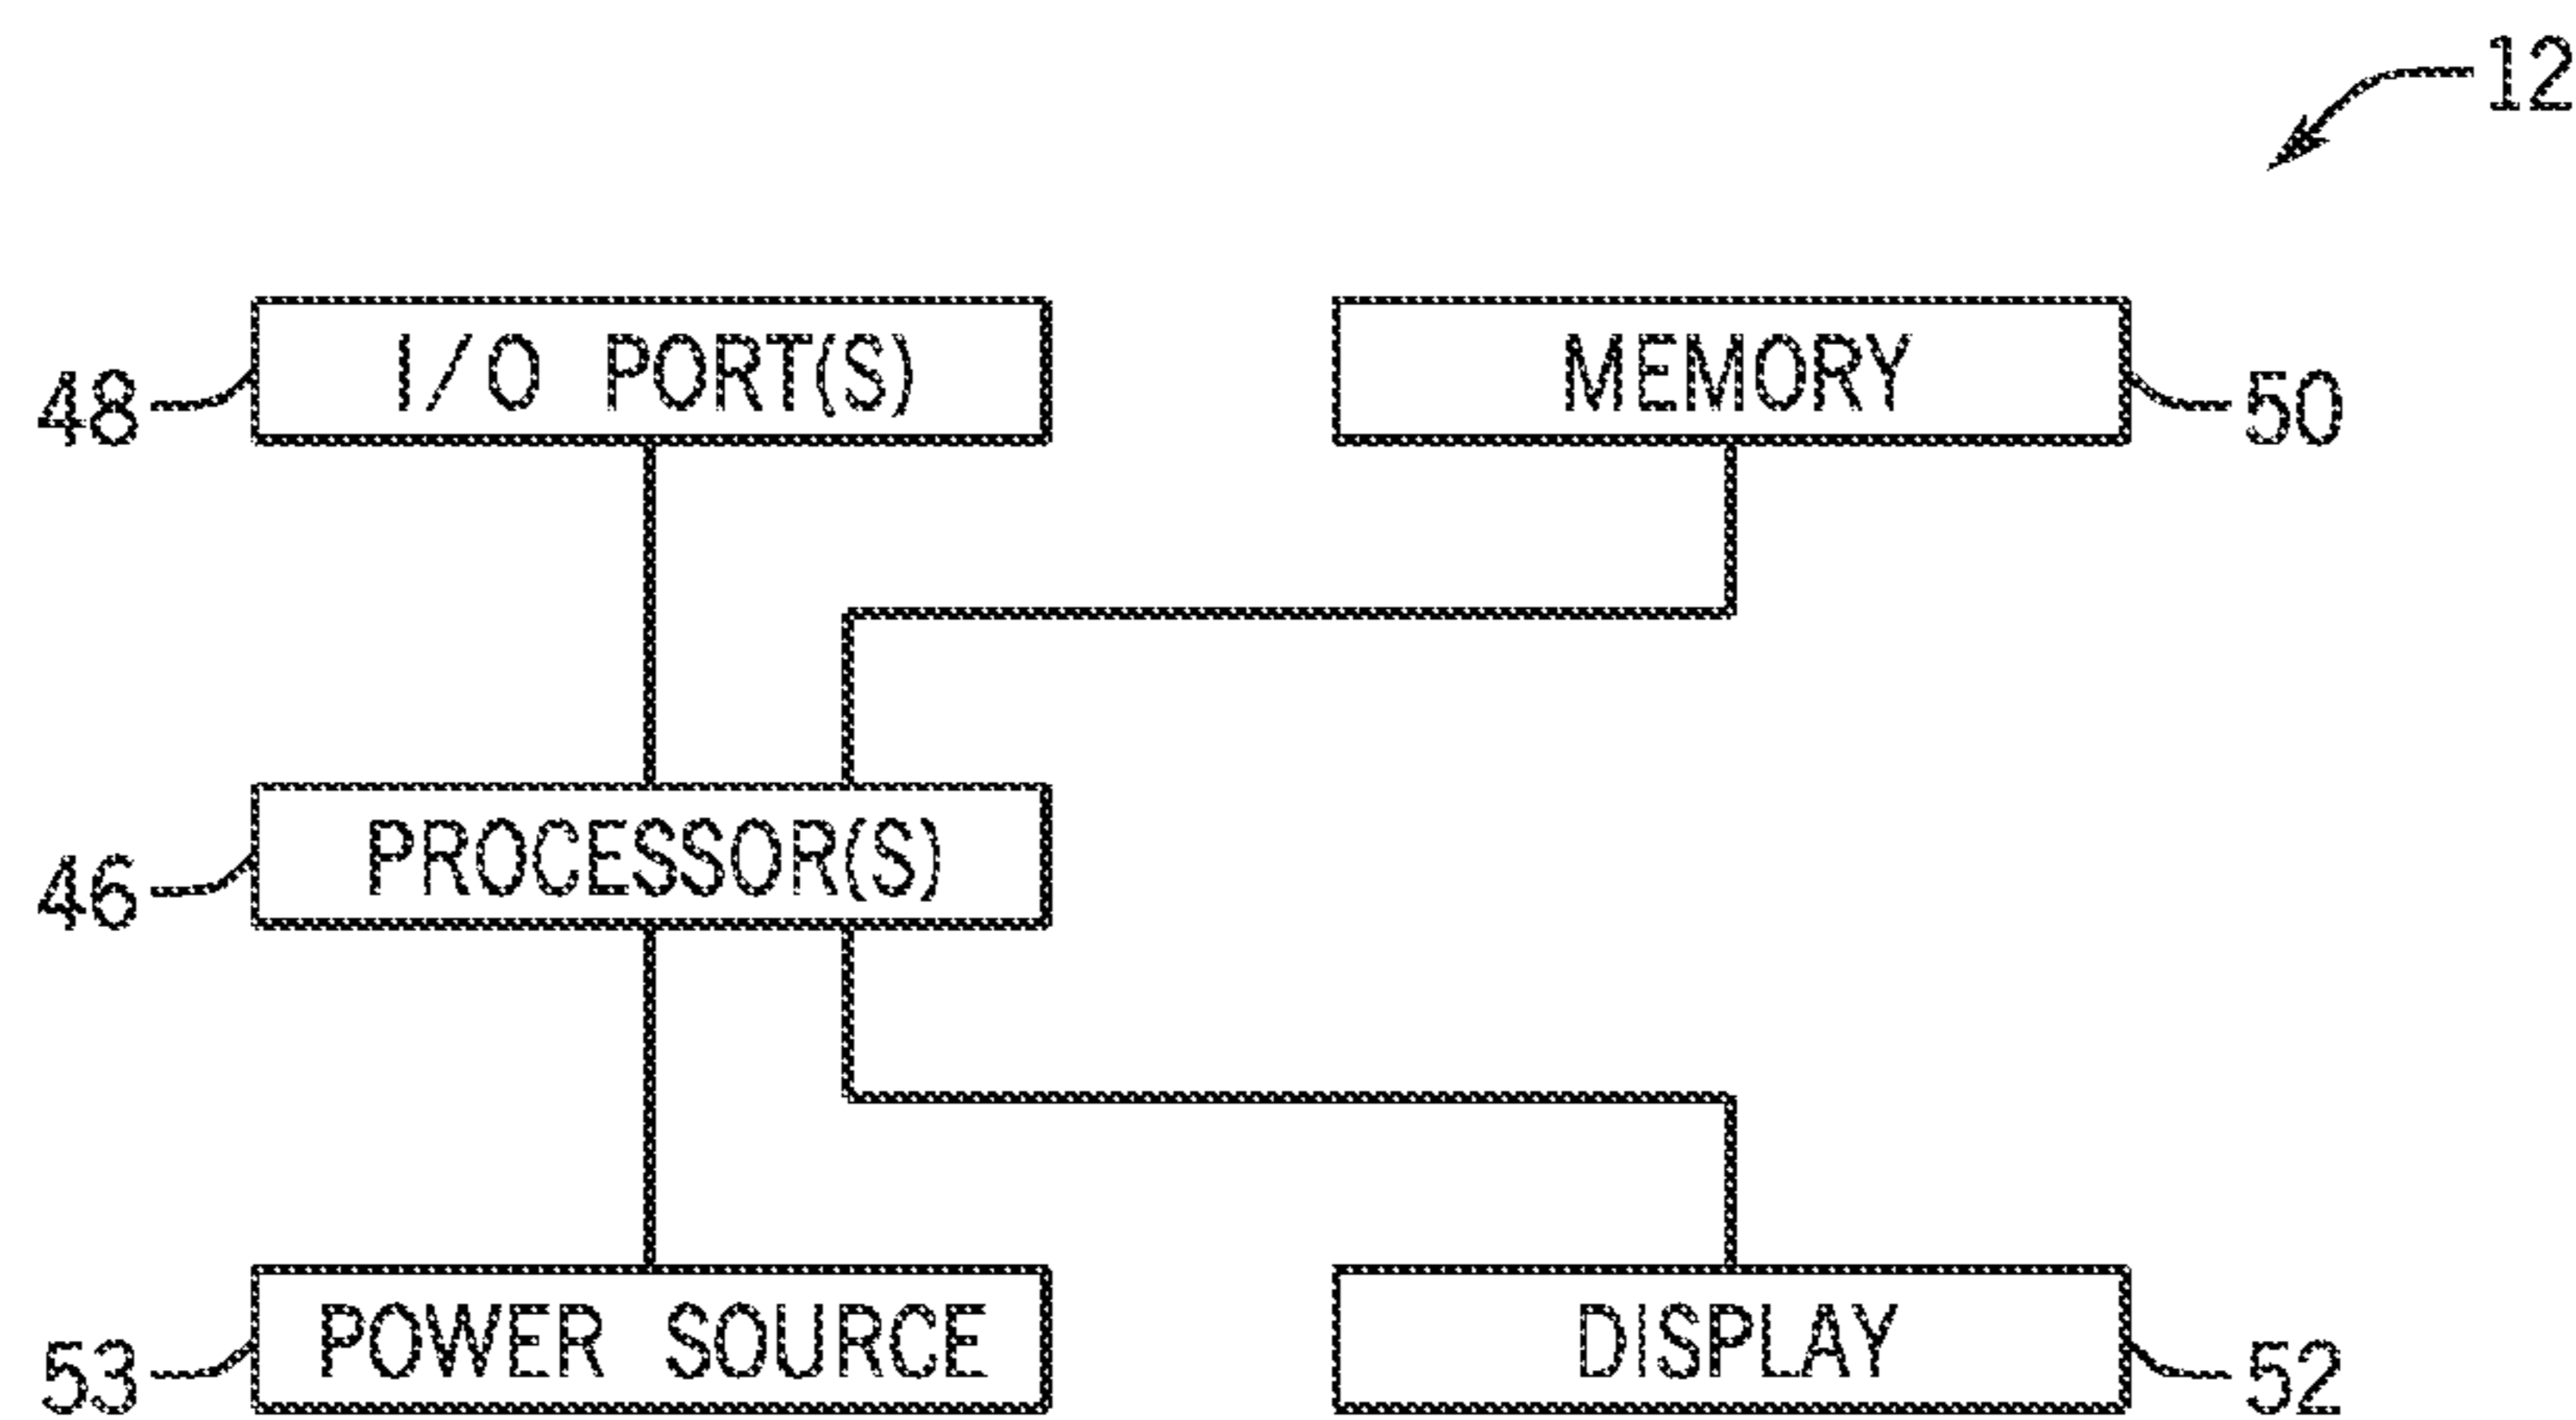 12
I/O PORT(S)
MEMORY
48
50
PROCESSOR(S)
46
POWER SOURCE
DISPLAY
53
52